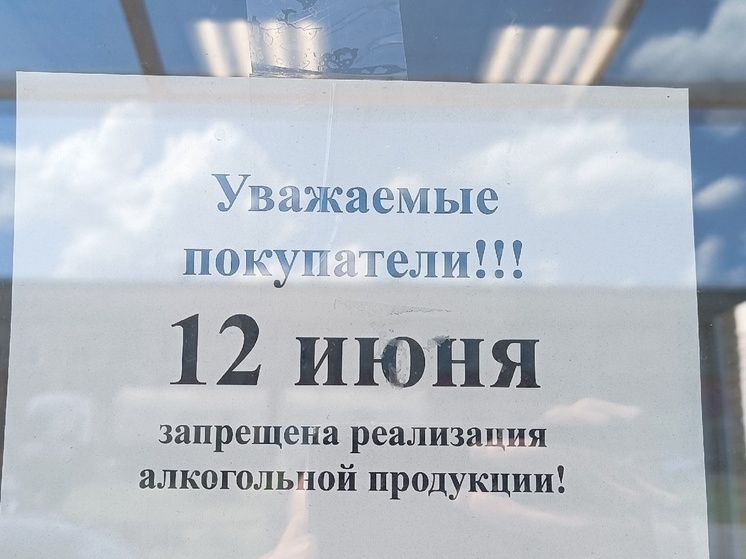 Уважаемые
покупатели!!!
12 июня
запрещена реализация
алкогольной продукции!